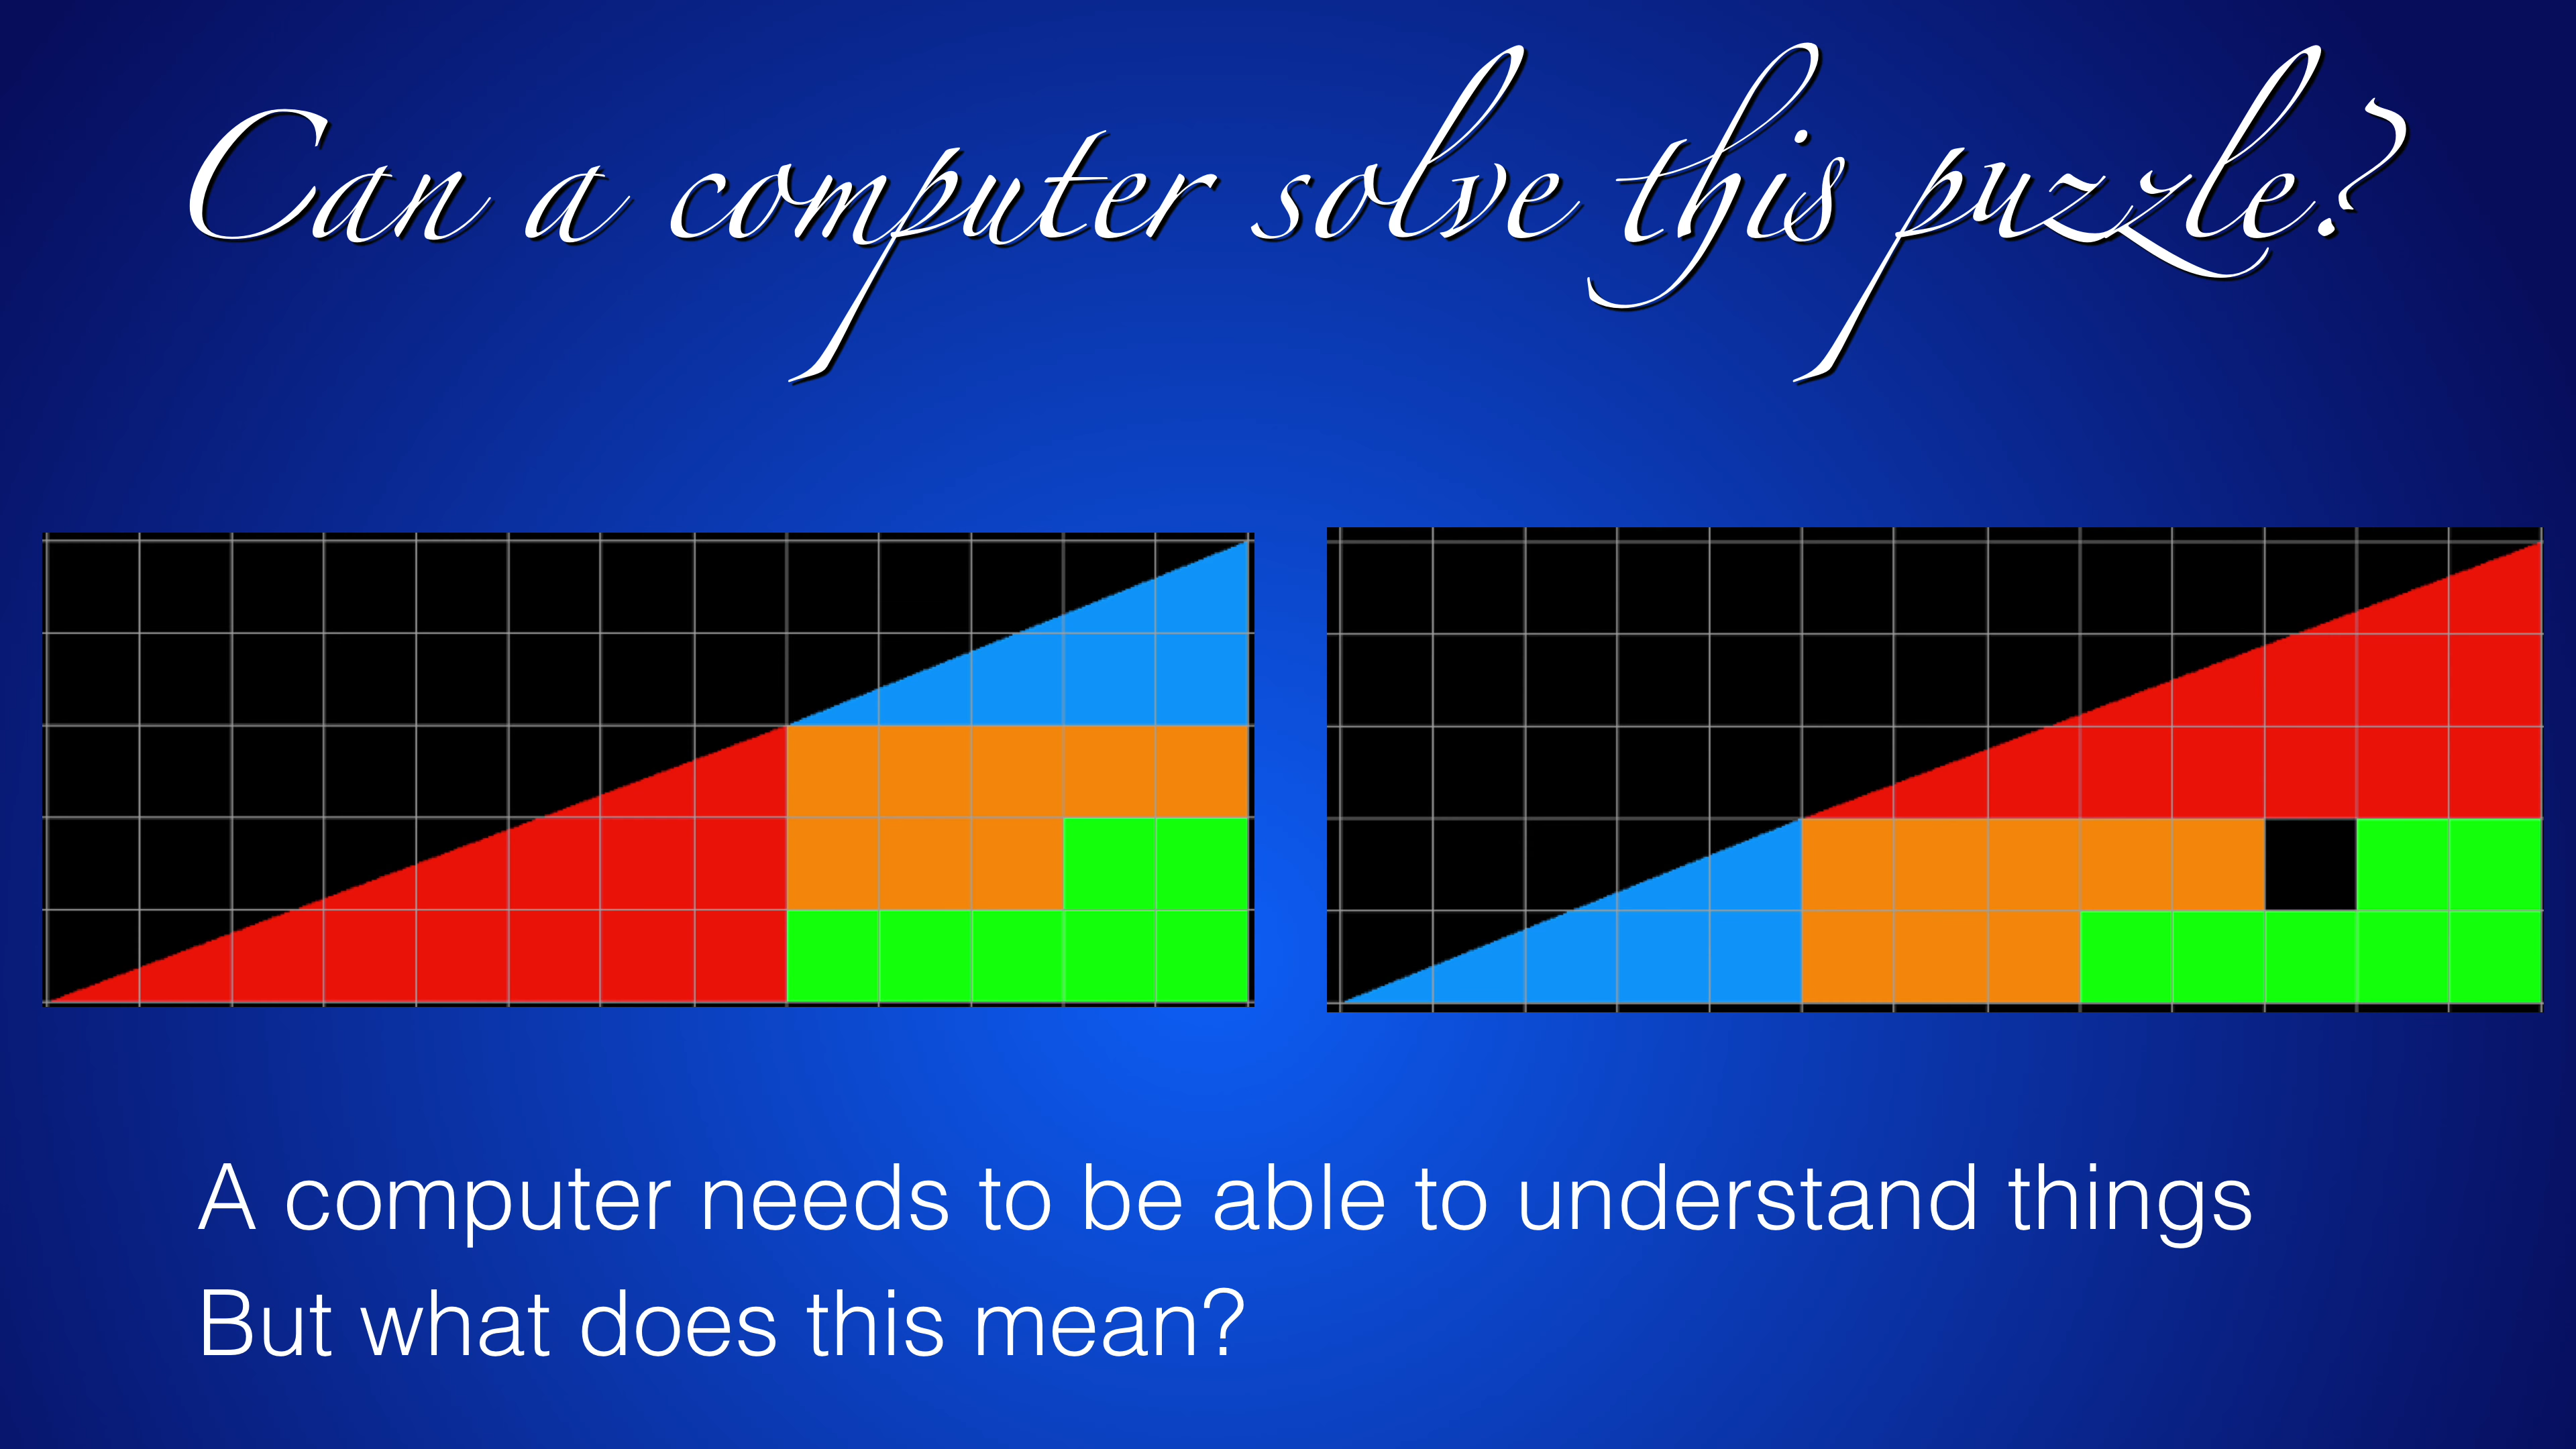 Can a computer solve this puzzle?
A computer needs to be able to understand things
But what does this mean?